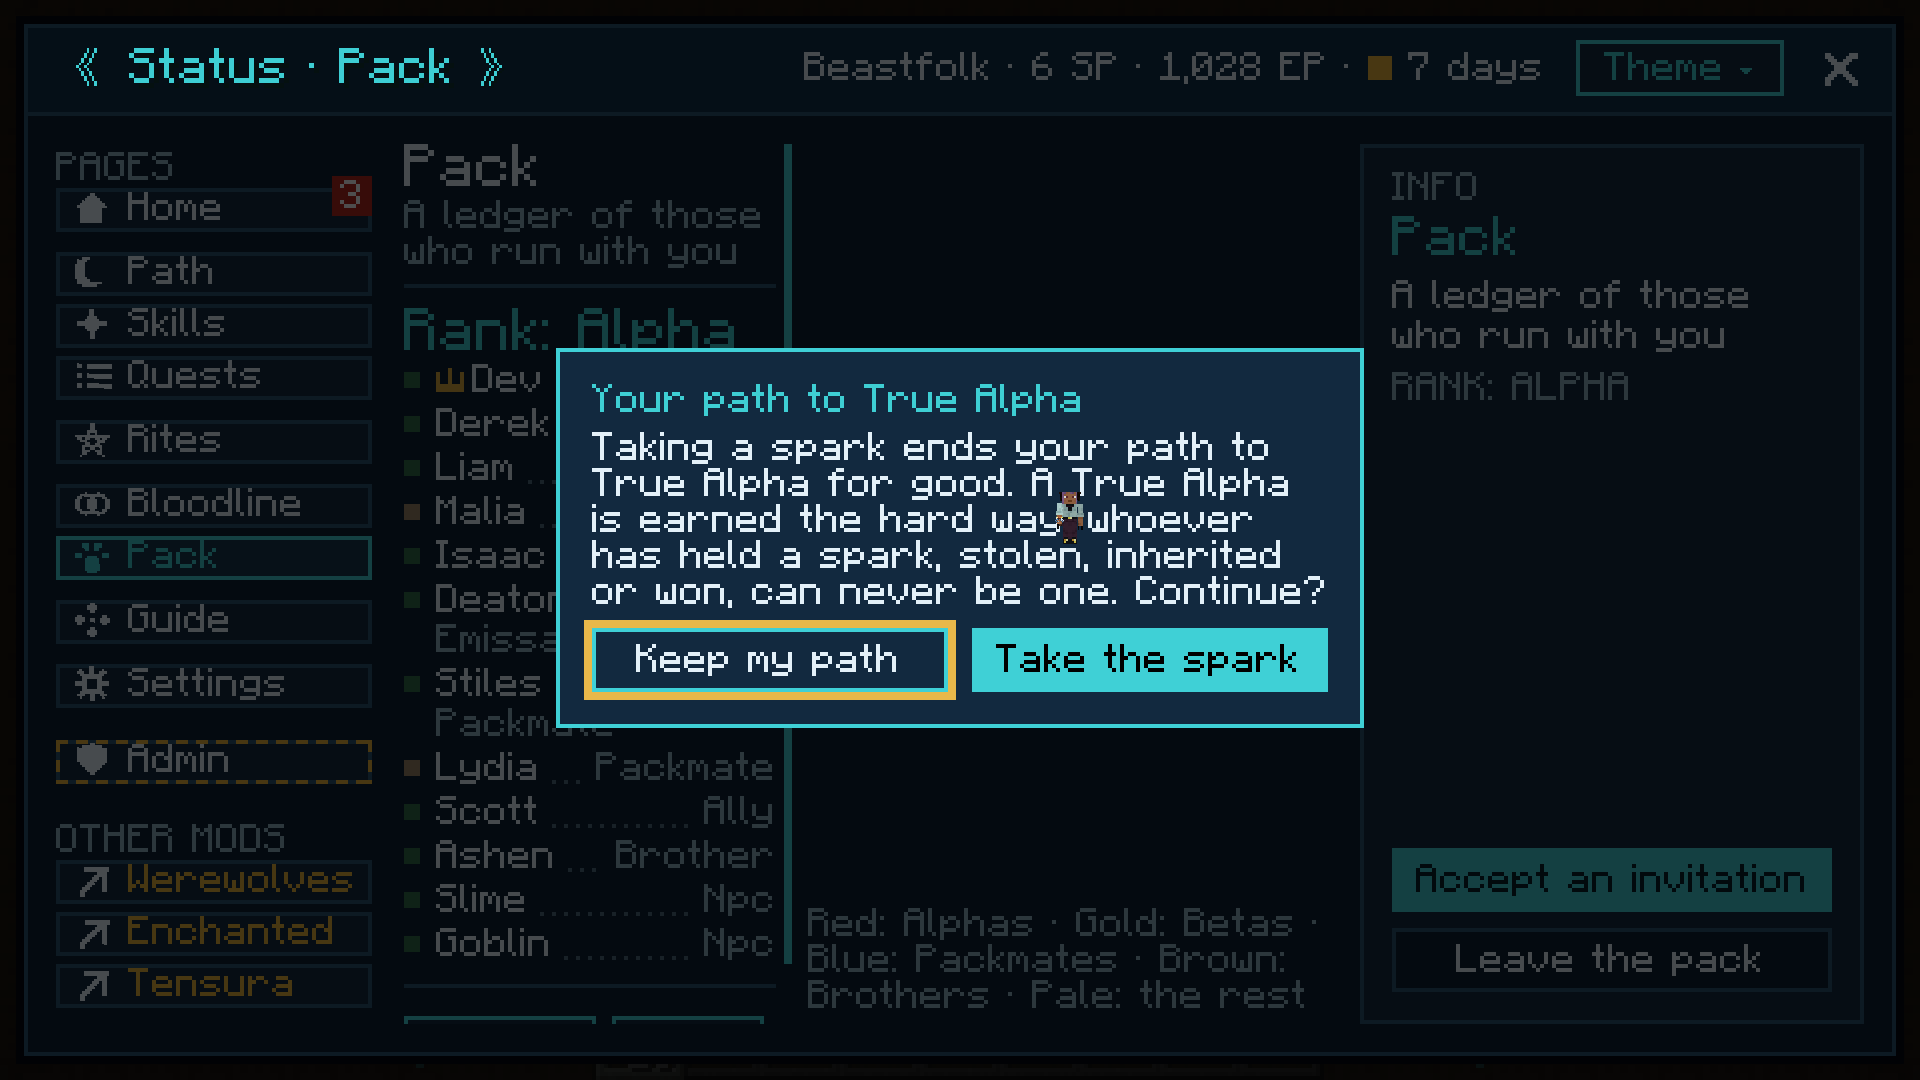 《 Status · Pack 》
Beastfolk · 6 SP · 1,028 EP · 7 days
Theme
PAGES
Home
3
Path
Skills
Quests
Rites
Bloodline
Pack
Guide
Settings
Admin
OTHER MODS
Werewolves
Enchanted
Tensura
Pack
A ledger of those
who run with you
Rank: Alpha
Dev
Derek
Liam ...
Malia ..
Isaac
Deaton
Stiles
Lydia ... Packmate
Scott ............ Ally
Ashen ... Brother
Slime ............. Npc
Goblin ........... Npc
Your path to True Alpha
Taking a spark ends your path to
True Alpha for good. A True Alpha
is earned the hard way whoever
has held a spark, stolen, inherited
or won, can never be one. Continue?
Keep my path
Take the spark
Red: Alphas · Gold: Betas ·
Blue: Packmates · Brown:
Brothers · Pale: the rest
INFO
Pack
A ledger of those
who run with you
RANK: ALPHA
Accept an invitation
Leave the pack